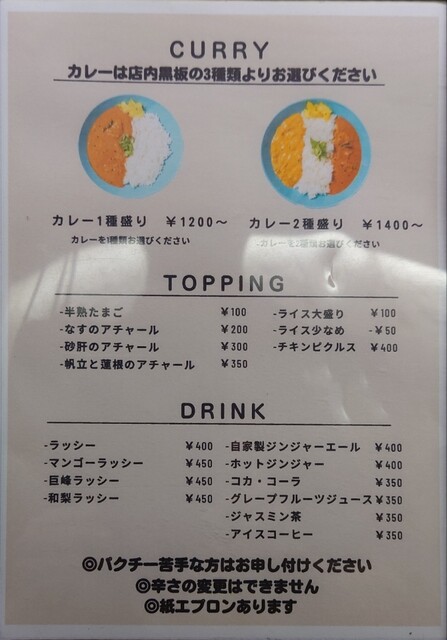 CURRY
カレーは店内黒板の3種類よりお選びください
カレー1種盛り ¥1200～
カレーを1種類お選びください
カレー2種盛り ¥1400～
カレーを2種類お選びください
TOPPING
-半熟たまご ¥100
-なすのアチャール ¥200
-砂肝のアチャール ¥300
-帆立と蓮根のアチャール ¥350
-ライス大盛り ¥100
-ライス少なめ -¥50
-チキンピクルス ¥400
DRINK
-ラッシー ¥400
-マンゴーラッシー ¥450
-巨峰ラッシー ¥450
-和梨ラッシー ¥450
-自家製ジンジャーエール ¥400
-ホットジンジャー ¥400
-コカ・コーラ ¥350
-グレープフルーツジュース ¥350
-ジャスミン茶 ¥350
-アイスコーヒー ¥350
◎パクチー苦手な方はお申し付けください
◎辛さの変更はできません
◎紙エプロンあります